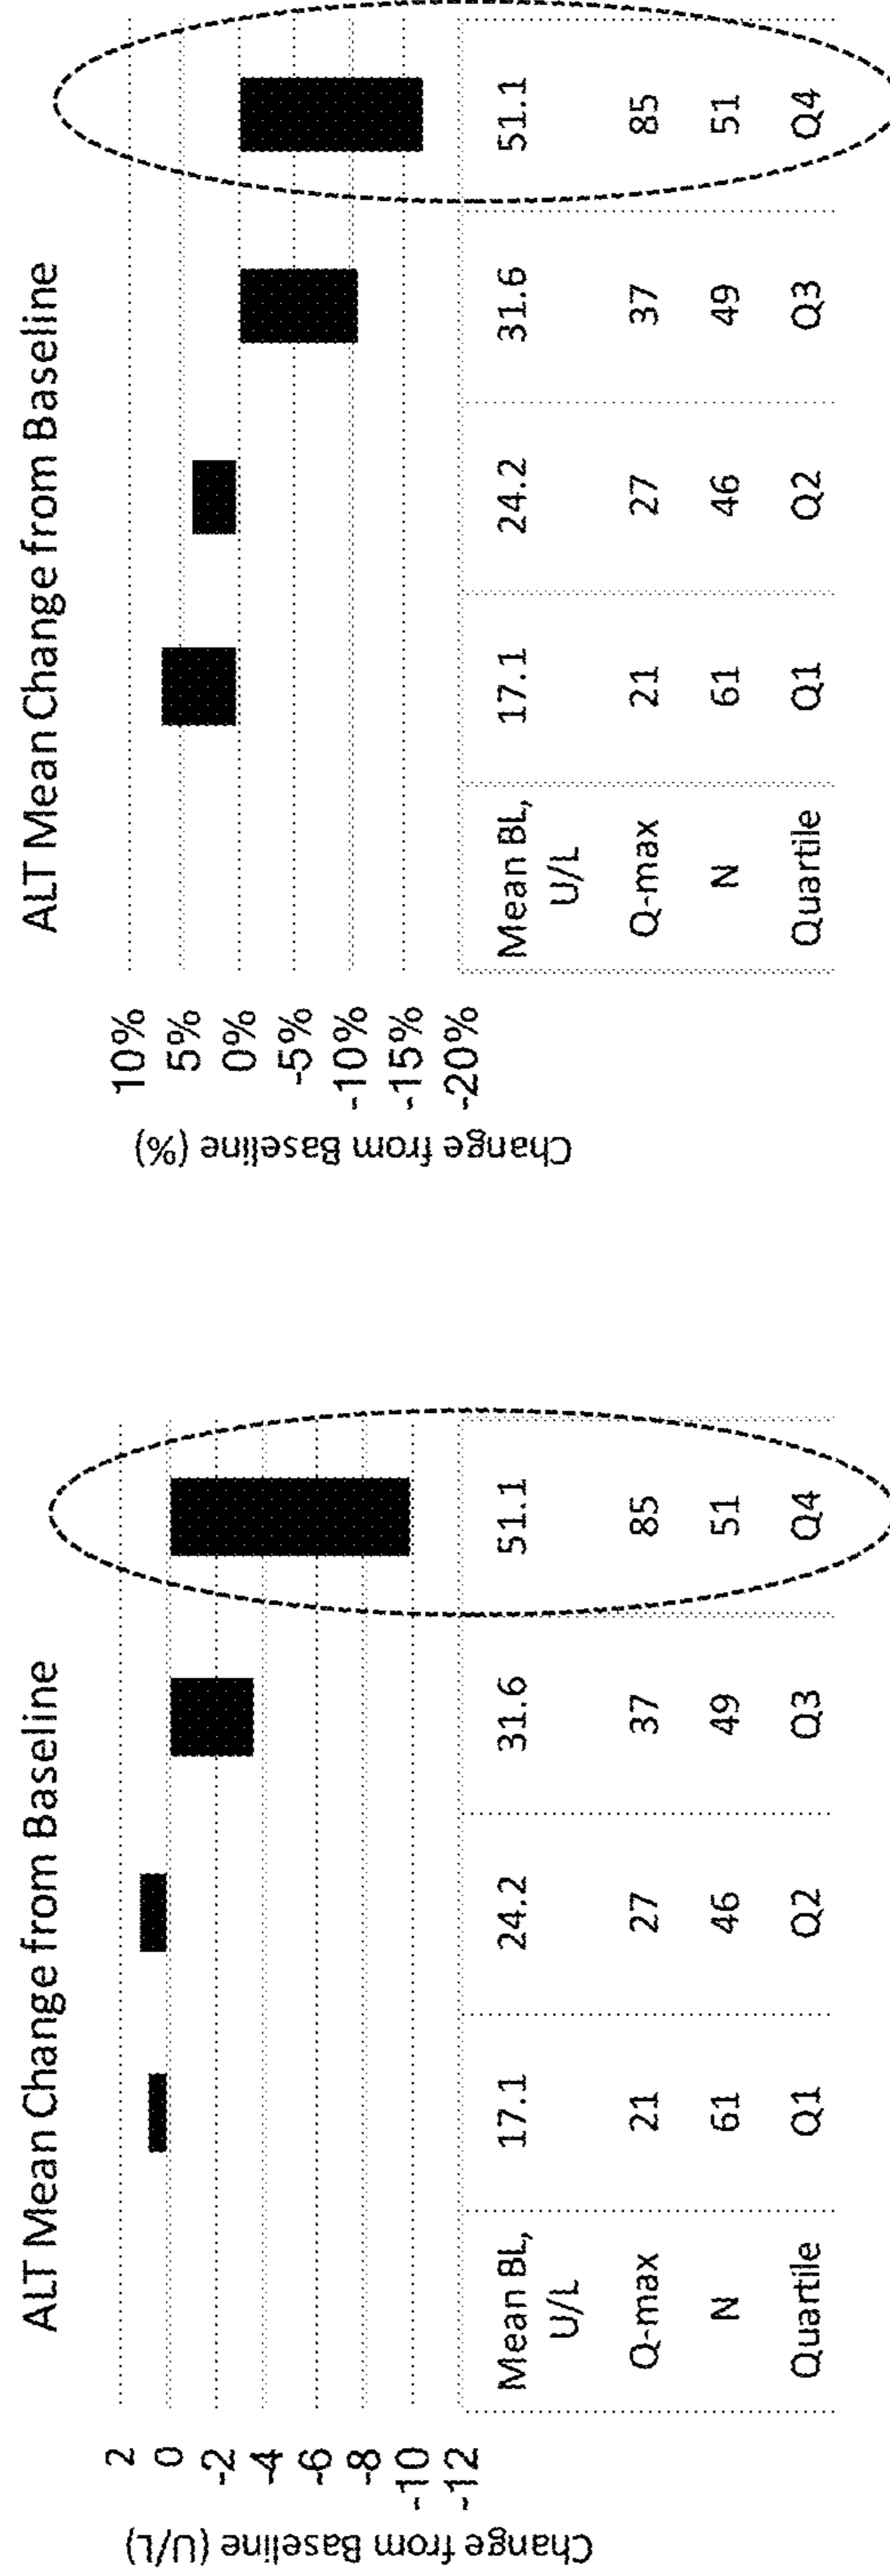 ALT Mean Change from Baseline
Change from Baseline (U/L)
2
0
-2
-4
-6
-8
-10
-12
Mean BL, 17.1 24.2 31.6 51.1
U/L
Q-max 21 27 37 85
N 61 46 49 51
Quartile Q1 Q2 Q3 Q4
ALT Mean Change from Baseline
Change from Baseline (%)
10%
5%
0%
-5%
-10%
-15%
-20%
Mean BL, 17.1 24.2 31.6 51.1
U/L
Q-max 21 27 37 85
N 61 46 49 51
Quartile Q1 Q2 Q3 Q4